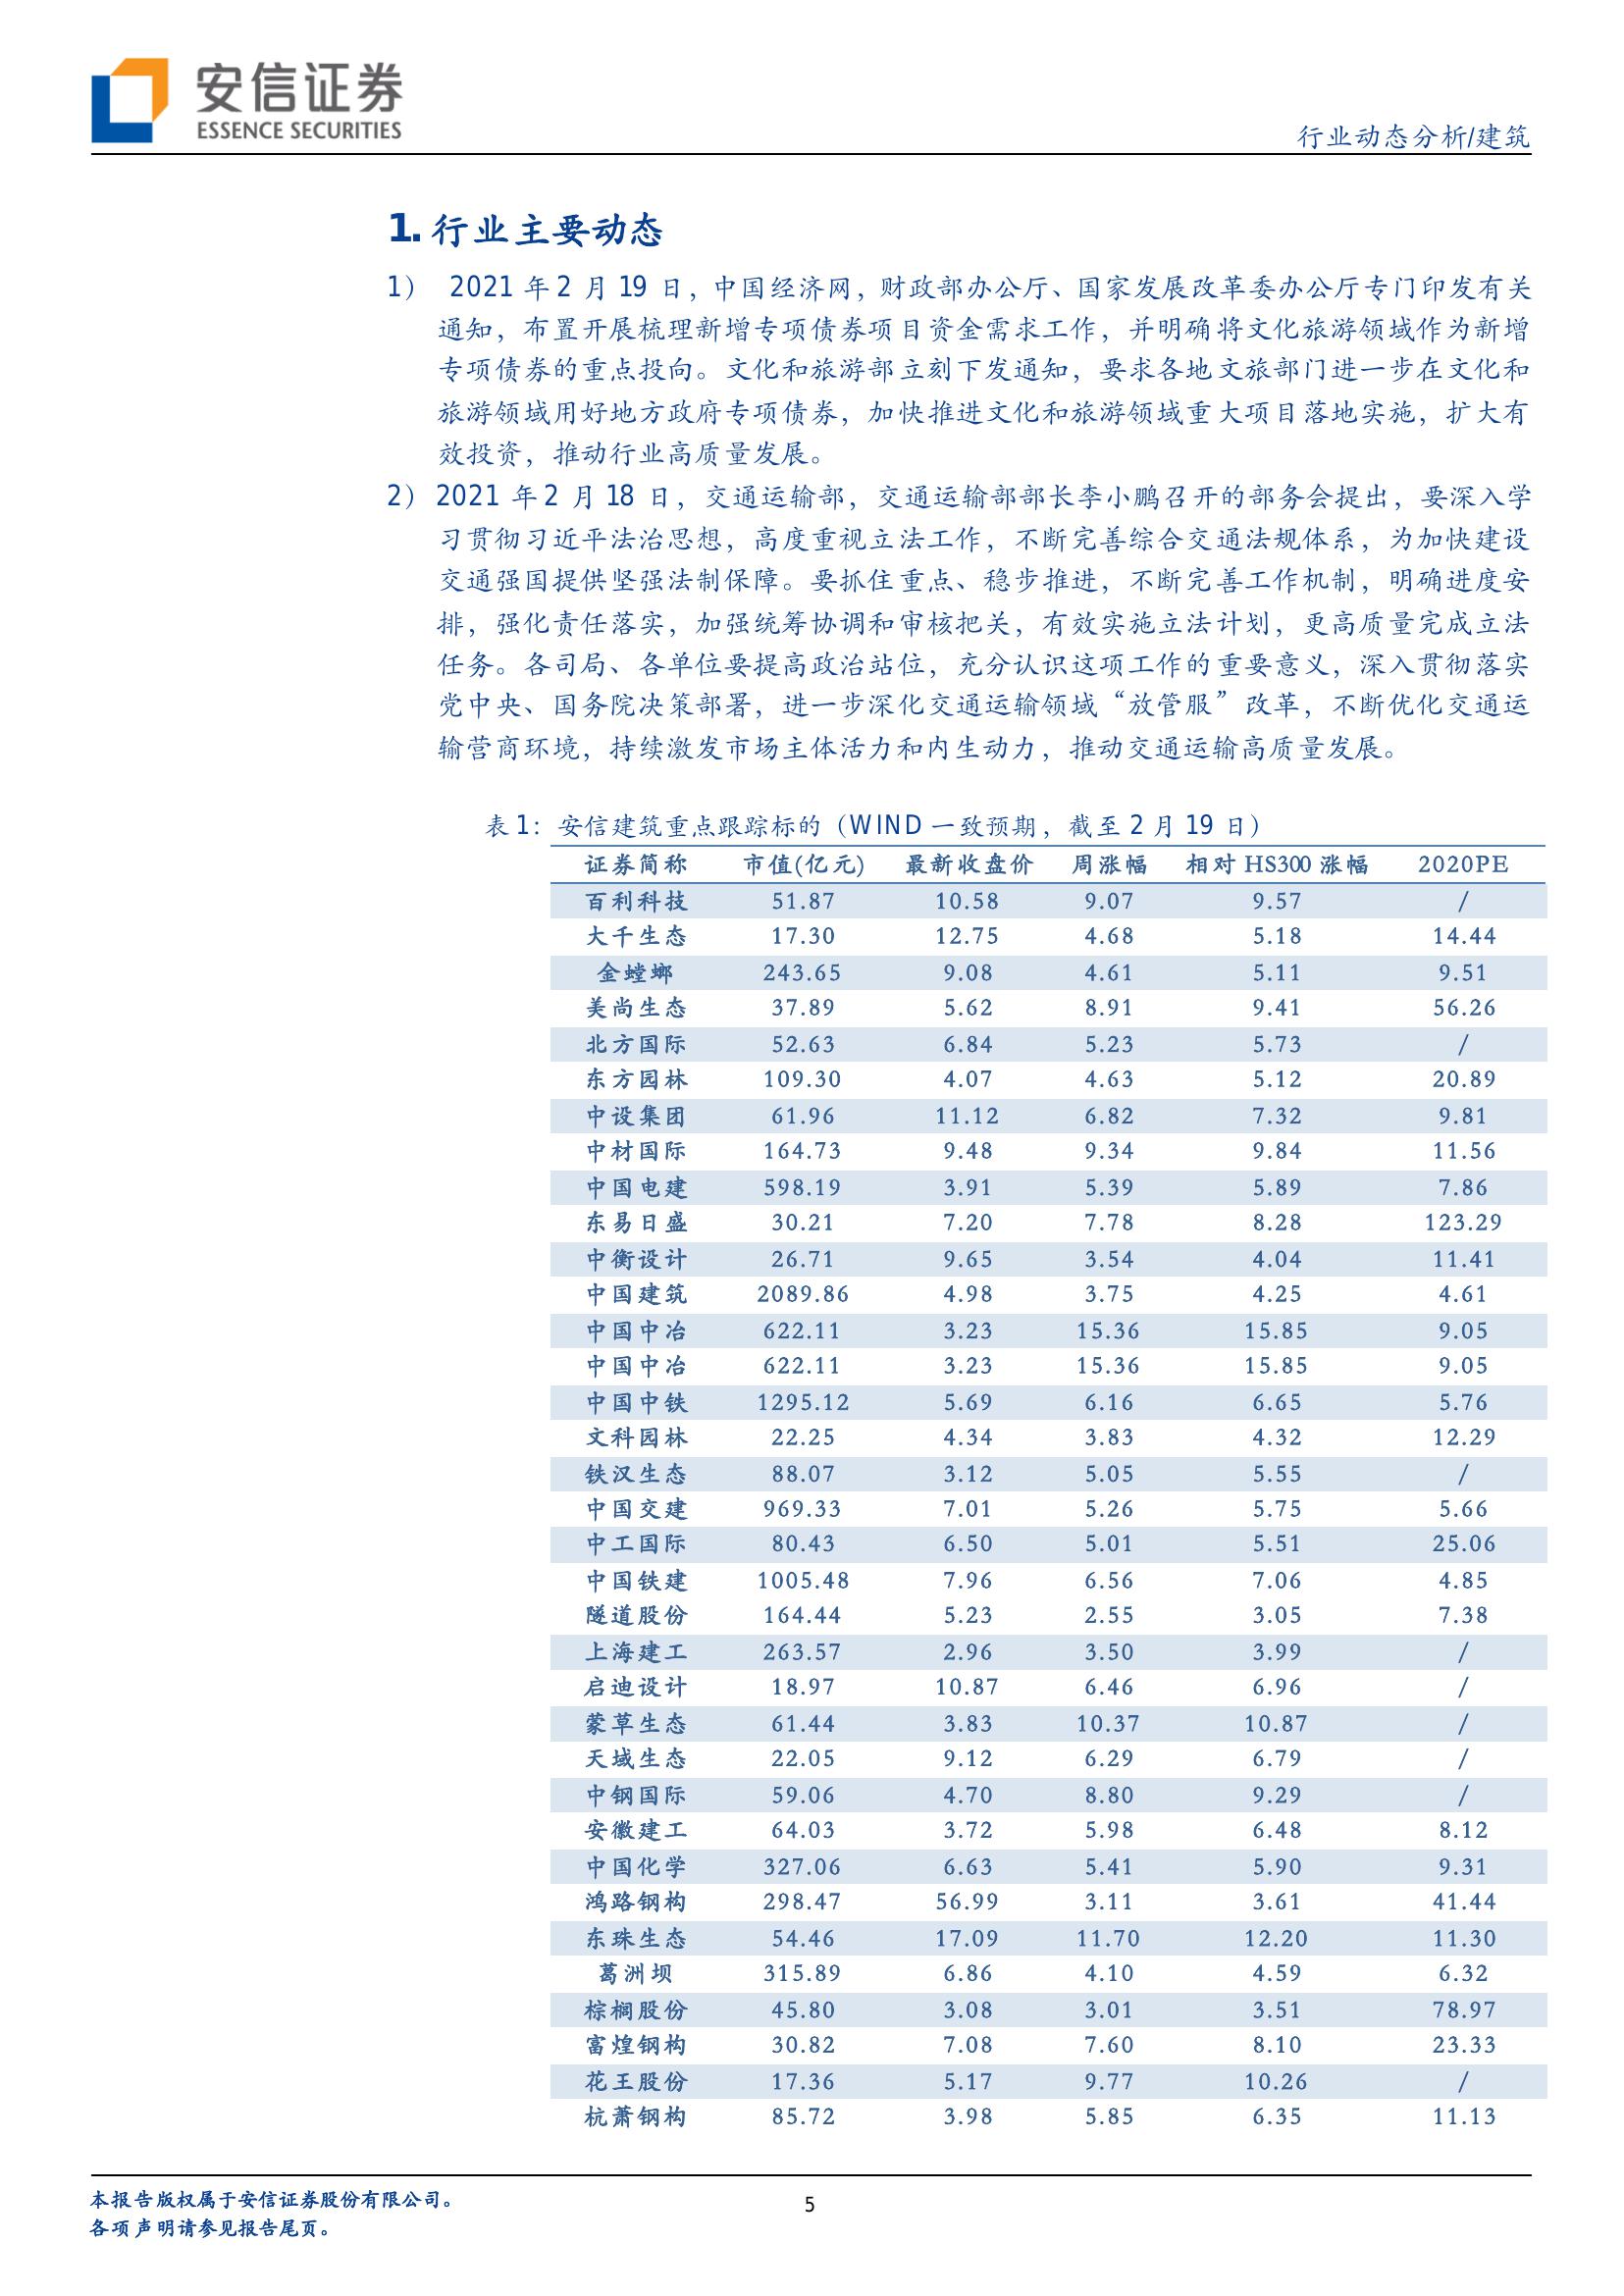 安信证券
ESSENCE SECURITIES
行业动态分析/建筑
1. 行业主要动态
1） 2021 年 2 月 19 日，中国经济网，财政部办公厅、国家发展改革委办公厅专门印发有关
通知，布置开展梳理新增专项债券项目资金需求工作，并明确将文化旅游领域作为新增
专项债券的重点投向。文化和旅游部立刻下发通知，要求各地文旅部门进一步在文化和
旅游领域用好地方政府专项债券，加快推进文化和旅游领域重大项目落地实施，扩大有
效投资，推动行业高质量发展。
2） 2021 年 2 月 18 日，交通运输部，交通运输部部长李小鹏召开的部务会提出，要深入学
习贯彻习近平法治思想，高度重视立法工作，不断完善综合交通法规体系，为加快建设
交通强国提供坚强法制保障。要抓住重点、稳步推进，不断完善工作机制，明确进度安
排，强化责任落实，加强统筹协调和审核把关，有效实施立法计划，更高质量完成立法
任务。各司局、各单位要提高政治站位，充分认识这项工作的重要意义，深入贯彻落实
党中央、国务院决策部署，进一步深化交通运输领域“放管服”改革，不断优化交通运
输营商环境，持续激发市场主体活力和内生动力，推动交通运输高质量发展。
表 1：安信建筑重点跟踪标的（WIND 一致预期，截至 2 月 19 日）
证券简称 市值(亿元) 最新收盘价 周涨幅 相对 HS300 涨幅 2020PE
百利科技 51.87 10.58 9.07 9.57 /
大千生态 17.30 12.75 4.68 5.18 14.44
金螳螂 243.65 9.08 4.61 5.11 9.51
美尚生态 37.89 5.62 8.91 9.41 56.26
北方国际 52.63 6.84 5.23 5.73 /
东方园林 109.30 4.07 4.63 5.12 20.89
中设集团 61.96 11.12 6.82 7.32 9.81
中材国际 164.73 9.48 9.34 9.84 11.56
中国电建 598.19 3.91 5.39 5.89 7.86
东易日盛 30.21 7.20 7.78 8.28 123.29
中衡设计 26.71 9.65 3.54 4.04 11.41
中国建筑 2089.86 4.98 3.75 4.25 4.61
中国中冶 622.11 3.23 15.36 15.85 9.05
中国中冶 622.11 3.23 15.36 15.85 9.05
中国中铁 1295.12 5.69 6.16 6.65 5.76
文科园林 22.25 4.34 3.83 4.32 12.29
铁汉生态 88.07 3.12 5.05 5.55 /
中国交建 969.33 7.01 5.26 5.75 5.66
中工国际 80.43 6.50 5.01 5.51 25.06
中国铁建 1005.48 7.96 6.56 7.06 4.85
隧道股份 164.44 5.23 2.55 3.05 7.38
上海建工 263.57 2.96 3.50 3.99 /
启迪设计 18.97 10.87 6.46 6.96 /
蒙草生态 61.44 3.83 10.37 10.87 /
天域生态 22.05 9.12 6.29 6.79 /
中钢国际 59.06 4.70 8.80 9.29 /
安徽建工 64.03 3.72 5.98 6.48 8.12
中国化学 327.06 6.63 5.41 5.90 9.31
鸿路钢构 298.47 56.99 3.11 3.61 41.44
东珠生态 54.46 17.09 11.70 12.20 11.30
葛洲坝 315.89 6.86 4.10 4.59 6.32
棕榈股份 45.80 3.08 3.01 3.51 78.97
富煌钢构 30.82 7.08 7.60 8.10 23.33
花王股份 17.36 5.17 9.77 10.26 /
杭萧钢构 85.72 3.98 5.85 6.35 11.13
本报告版权属于安信证券股份有限公司。
各项声明请参见报告尾页。
5